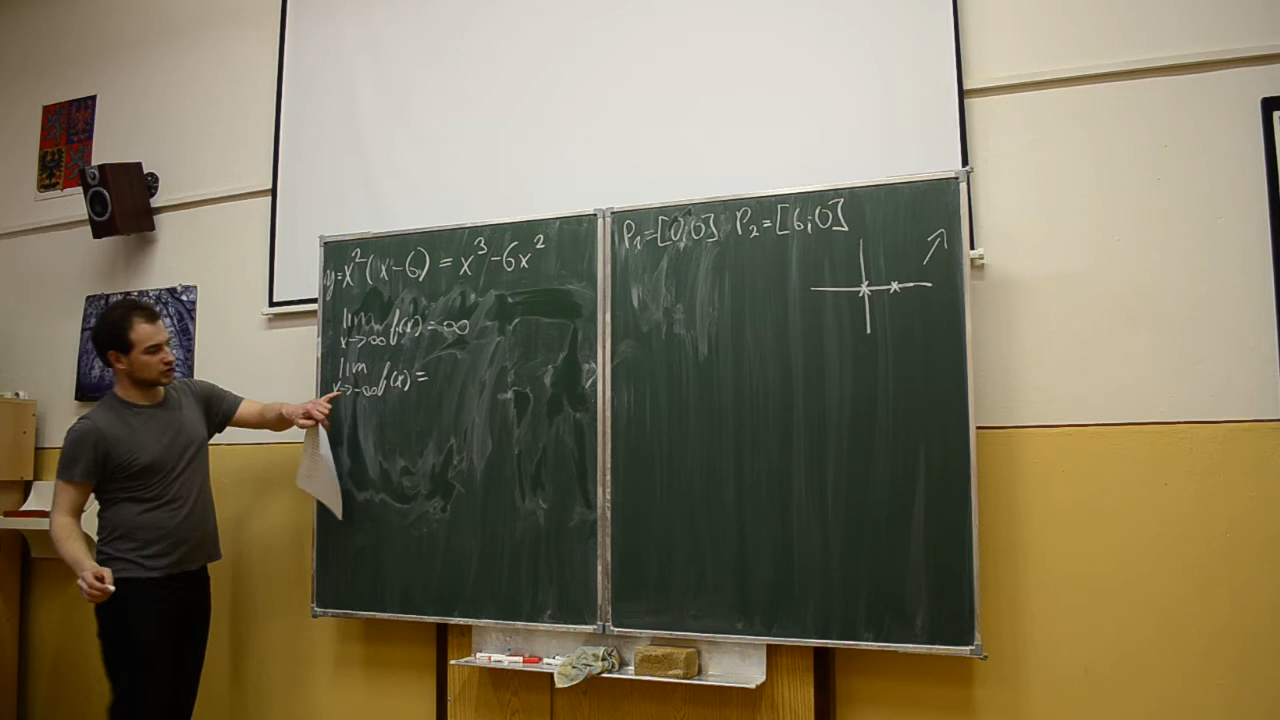 y=x²(x-6) = x³-6x²
lim f(x)=∞
x→∞
lim f(x)=
x→-∞
P₁=[0;0] P₂=[6;0]